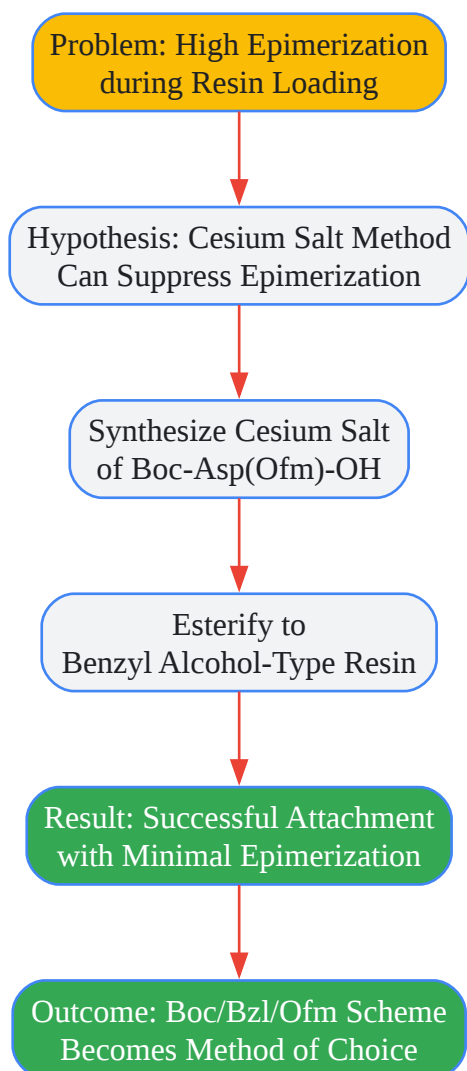 Problem: High Epimerization
during Resin Loading
Hypothesis: Cesium Salt Method
Can Suppress Epimerization
Synthesize Cesium Salt
of Boc-Asp(Ofm)-OH
Esterify to
Benzyl Alcohol-Type Resin
Result: Successful Attachment
with Minimal Epimerization
Outcome: Boc/Bzl/Ofm Scheme
Becomes Method of Choice